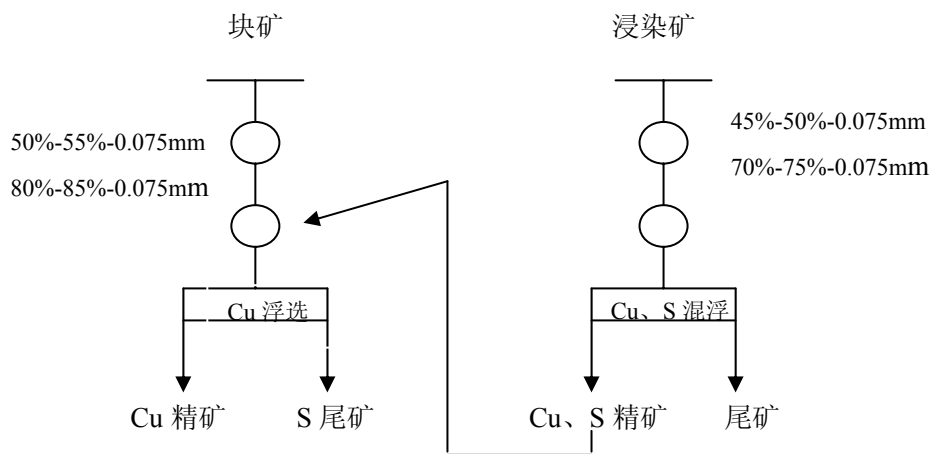 块矿
浸染矿
50%-55%-0.075mm
80%-85%-0.075mm
45%-50%-0.075mm
70%-75%-0.075mm
Cu 浮选
Cu、S 混浮
Cu 精矿
S 尾矿
Cu、S 精矿
尾矿